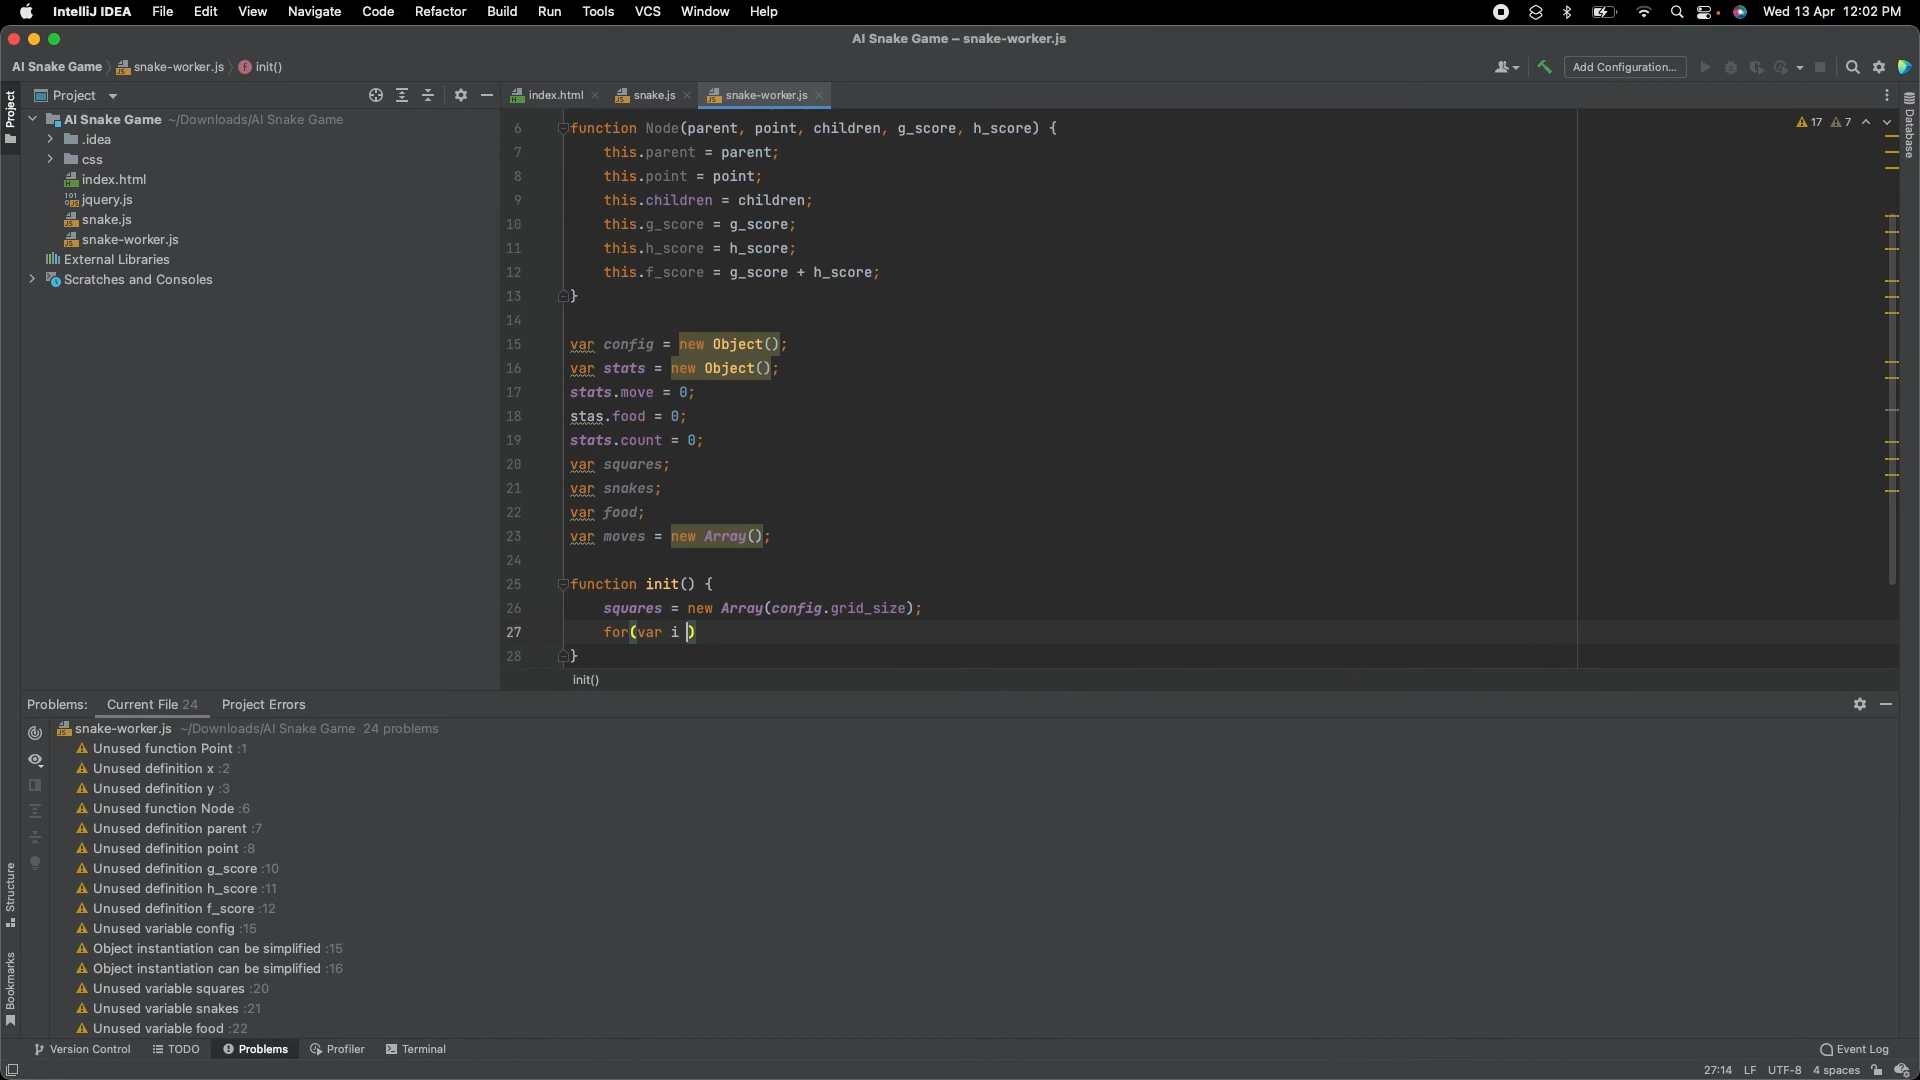 IntelliJ IDEA File Edit View Navigate Code Refactor Build Run Tools VCS Window Help Wed 13 Apr 12:02 PM
AI Snake Game – snake-worker.js
AI Snake Game snake-worker.js init() Add Configuration...
Project index.html snake.js snake-worker.js
AI Snake Game ~/Downloads/AI Snake Game
.idea
css
index.html
jquery.js
snake.js
snake-worker.js
External Libraries
Scratches and Consoles
Project
Structure
Bookmarks
17 7
Database
6 function Node(parent, point, children, g_score, h_score) {
7 this.parent = parent;
8 this.point = point;
9 this.children = children;
10 this.g_score = g_score;
11 this.h_score = h_score;
12 this.f_score = g_score + h_score;
13 }
14
15 var config = new Object();
16 var stats = new Object();
17 stats.move = 0;
18 stas.food = 0;
19 stats.count = 0;
20 var squares;
21 var snakes;
22 var food;
23 var moves = new Array();
24
25 function init() {
26 squares = new Array(config.grid_size);
27 for(var i )
28 }
init()
Problems: Current File 24 Project Errors
snake-worker.js ~/Downloads/AI Snake Game 24 problems
Unused function Point :1
Unused definition x :2
Unused definition y :3
Unused function Node :6
Unused definition parent :7
Unused definition point :8
Unused definition g_score :10
Unused definition h_score :11
Unused definition f_score :12
Unused variable config :15
Object instantiation can be simplified :15
Object instantiation can be simplified :16
Unused variable squares :20
Unused variable snakes :21
Unused variable food :22
Version Control TODO Problems Profiler Terminal Event Log
27:14 LF UTF-8 4 spaces